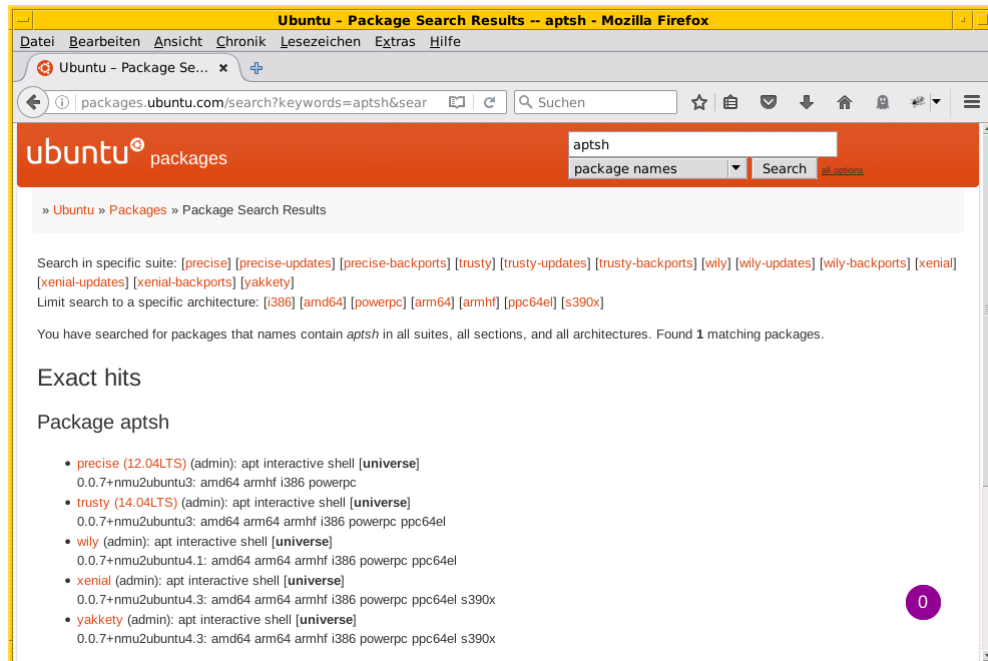 Ubuntu – Package Search Results -- aptsh - Mozilla Firefox
Datei Bearbeiten Ansicht Chronik Lesezeichen Extras Hilfe
Ubuntu – Package Se...
packages.ubuntu.com/search?keywords=aptsh&sear Suchen
ubuntu packages
aptsh
package names Search all options
» Ubuntu » Packages » Package Search Results
Search in specific suite: [precise] [precise-updates] [precise-backports] [trusty] [trusty-updates] [trusty-backports] [wily] [wily-updates] [wily-backports] [xenial]
[xenial-updates] [xenial-backports] [yakkety]
Limit search to a specific architecture: [i386] [amd64] [powerpc] [arm64] [armhf] [ppc64el] [s390x]
You have searched for packages that names contain aptsh in all suites, all sections, and all architectures. Found 1 matching packages.
Exact hits
Package aptsh
• precise (12.04LTS) (admin): apt interactive shell [universe]
0.0.7+nmu2ubuntu3: amd64 armhf i386 powerpc
• trusty (14.04LTS) (admin): apt interactive shell [universe]
0.0.7+nmu2ubuntu3: amd64 arm64 armhf i386 powerpc ppc64el
• wily (admin): apt interactive shell [universe]
0.0.7+nmu2ubuntu4.1: amd64 arm64 armhf i386 powerpc ppc64el
• xenial (admin): apt interactive shell [universe]
0.0.7+nmu2ubuntu4.3: amd64 arm64 armhf i386 powerpc ppc64el s390x
• yakkety (admin): apt interactive shell [universe]
0.0.7+nmu2ubuntu4.3: amd64 arm64 armhf i386 powerpc ppc64el s390x
0